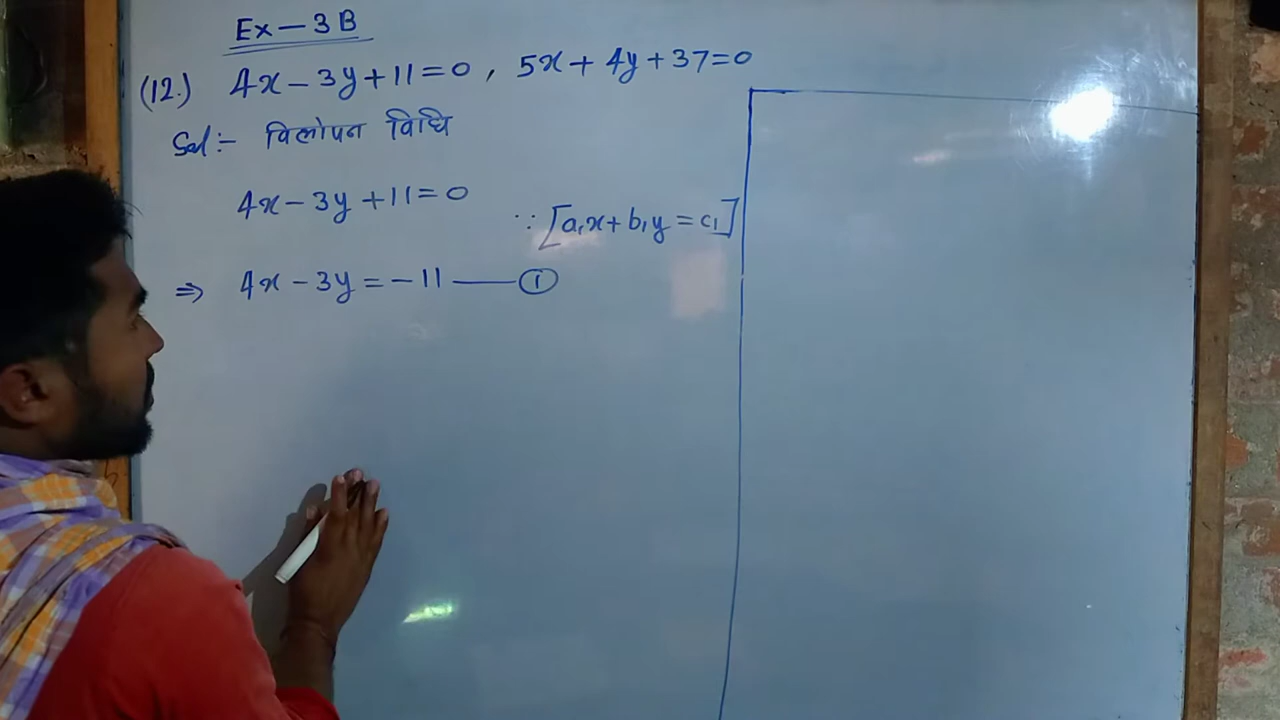 Ex-3B
(12.) 4x-3y+11=0, 5x+4y+37=0
Sol:- विलोपन विधि
4x-3y+11=0
∵ [a₁x+b₁y=c₁]
⇒ 4x-3y=-11 —— ①